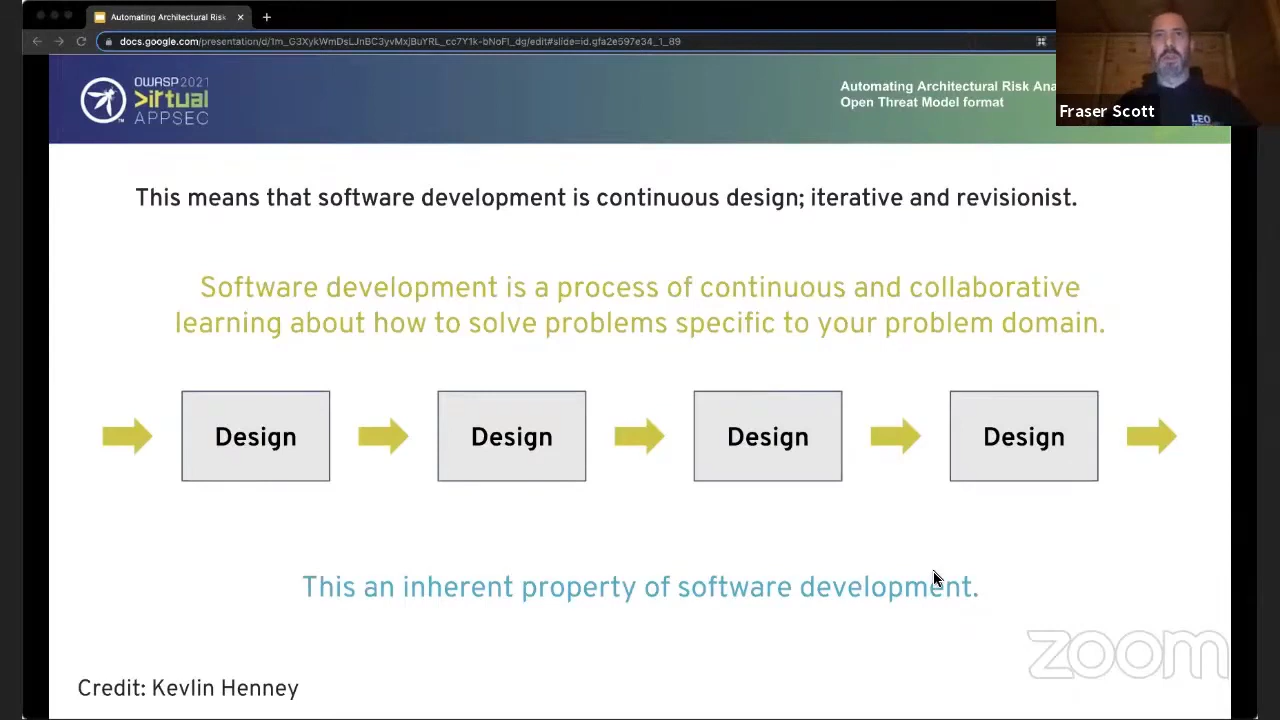 Automating Architectural Risk
docs.google.com/presentation/d/1m_G3XykWmDsLJnBC3yvMxjBuYRL_cc7Y1k-bNoFl_dg/edit#slide=id.gfa2e597e34_1_89
OWASP 2021
>irtual
APPSEC
Automating Architectural Risk Ana
Open Threat Model format
Fraser Scott
LEO
This means that software development is continuous design; iterative and revisionist.
Software development is a process of continuous and collaborative
learning about how to solve problems specific to your problem domain.
Design
Design
Design
Design
This an inherent property of software development.
zoom
Credit: Kevlin Henney